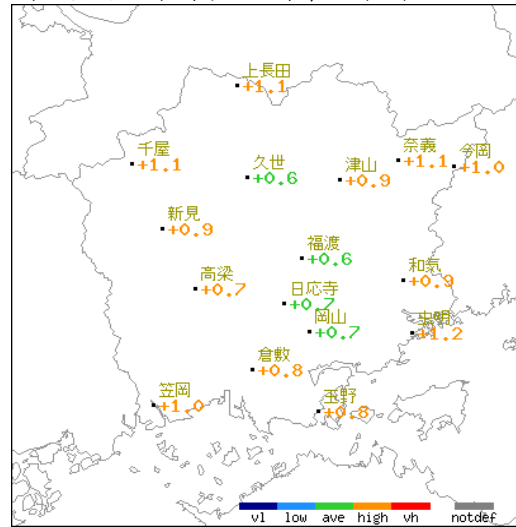 上長田
+1.1
千屋
+1.1
久世
+0.6
津山
+0.9
奈義
+1.1
今岡
+1.0
新見
+0.9
福渡
+0.6
和気
+0.9
高梁
+0.7
日応寺
+0.7
岡山
+0.7
虫明
+1.2
倉敷
+0.8
笠岡
+1.0
玉野
+0.8
vl low ave high vh notdef